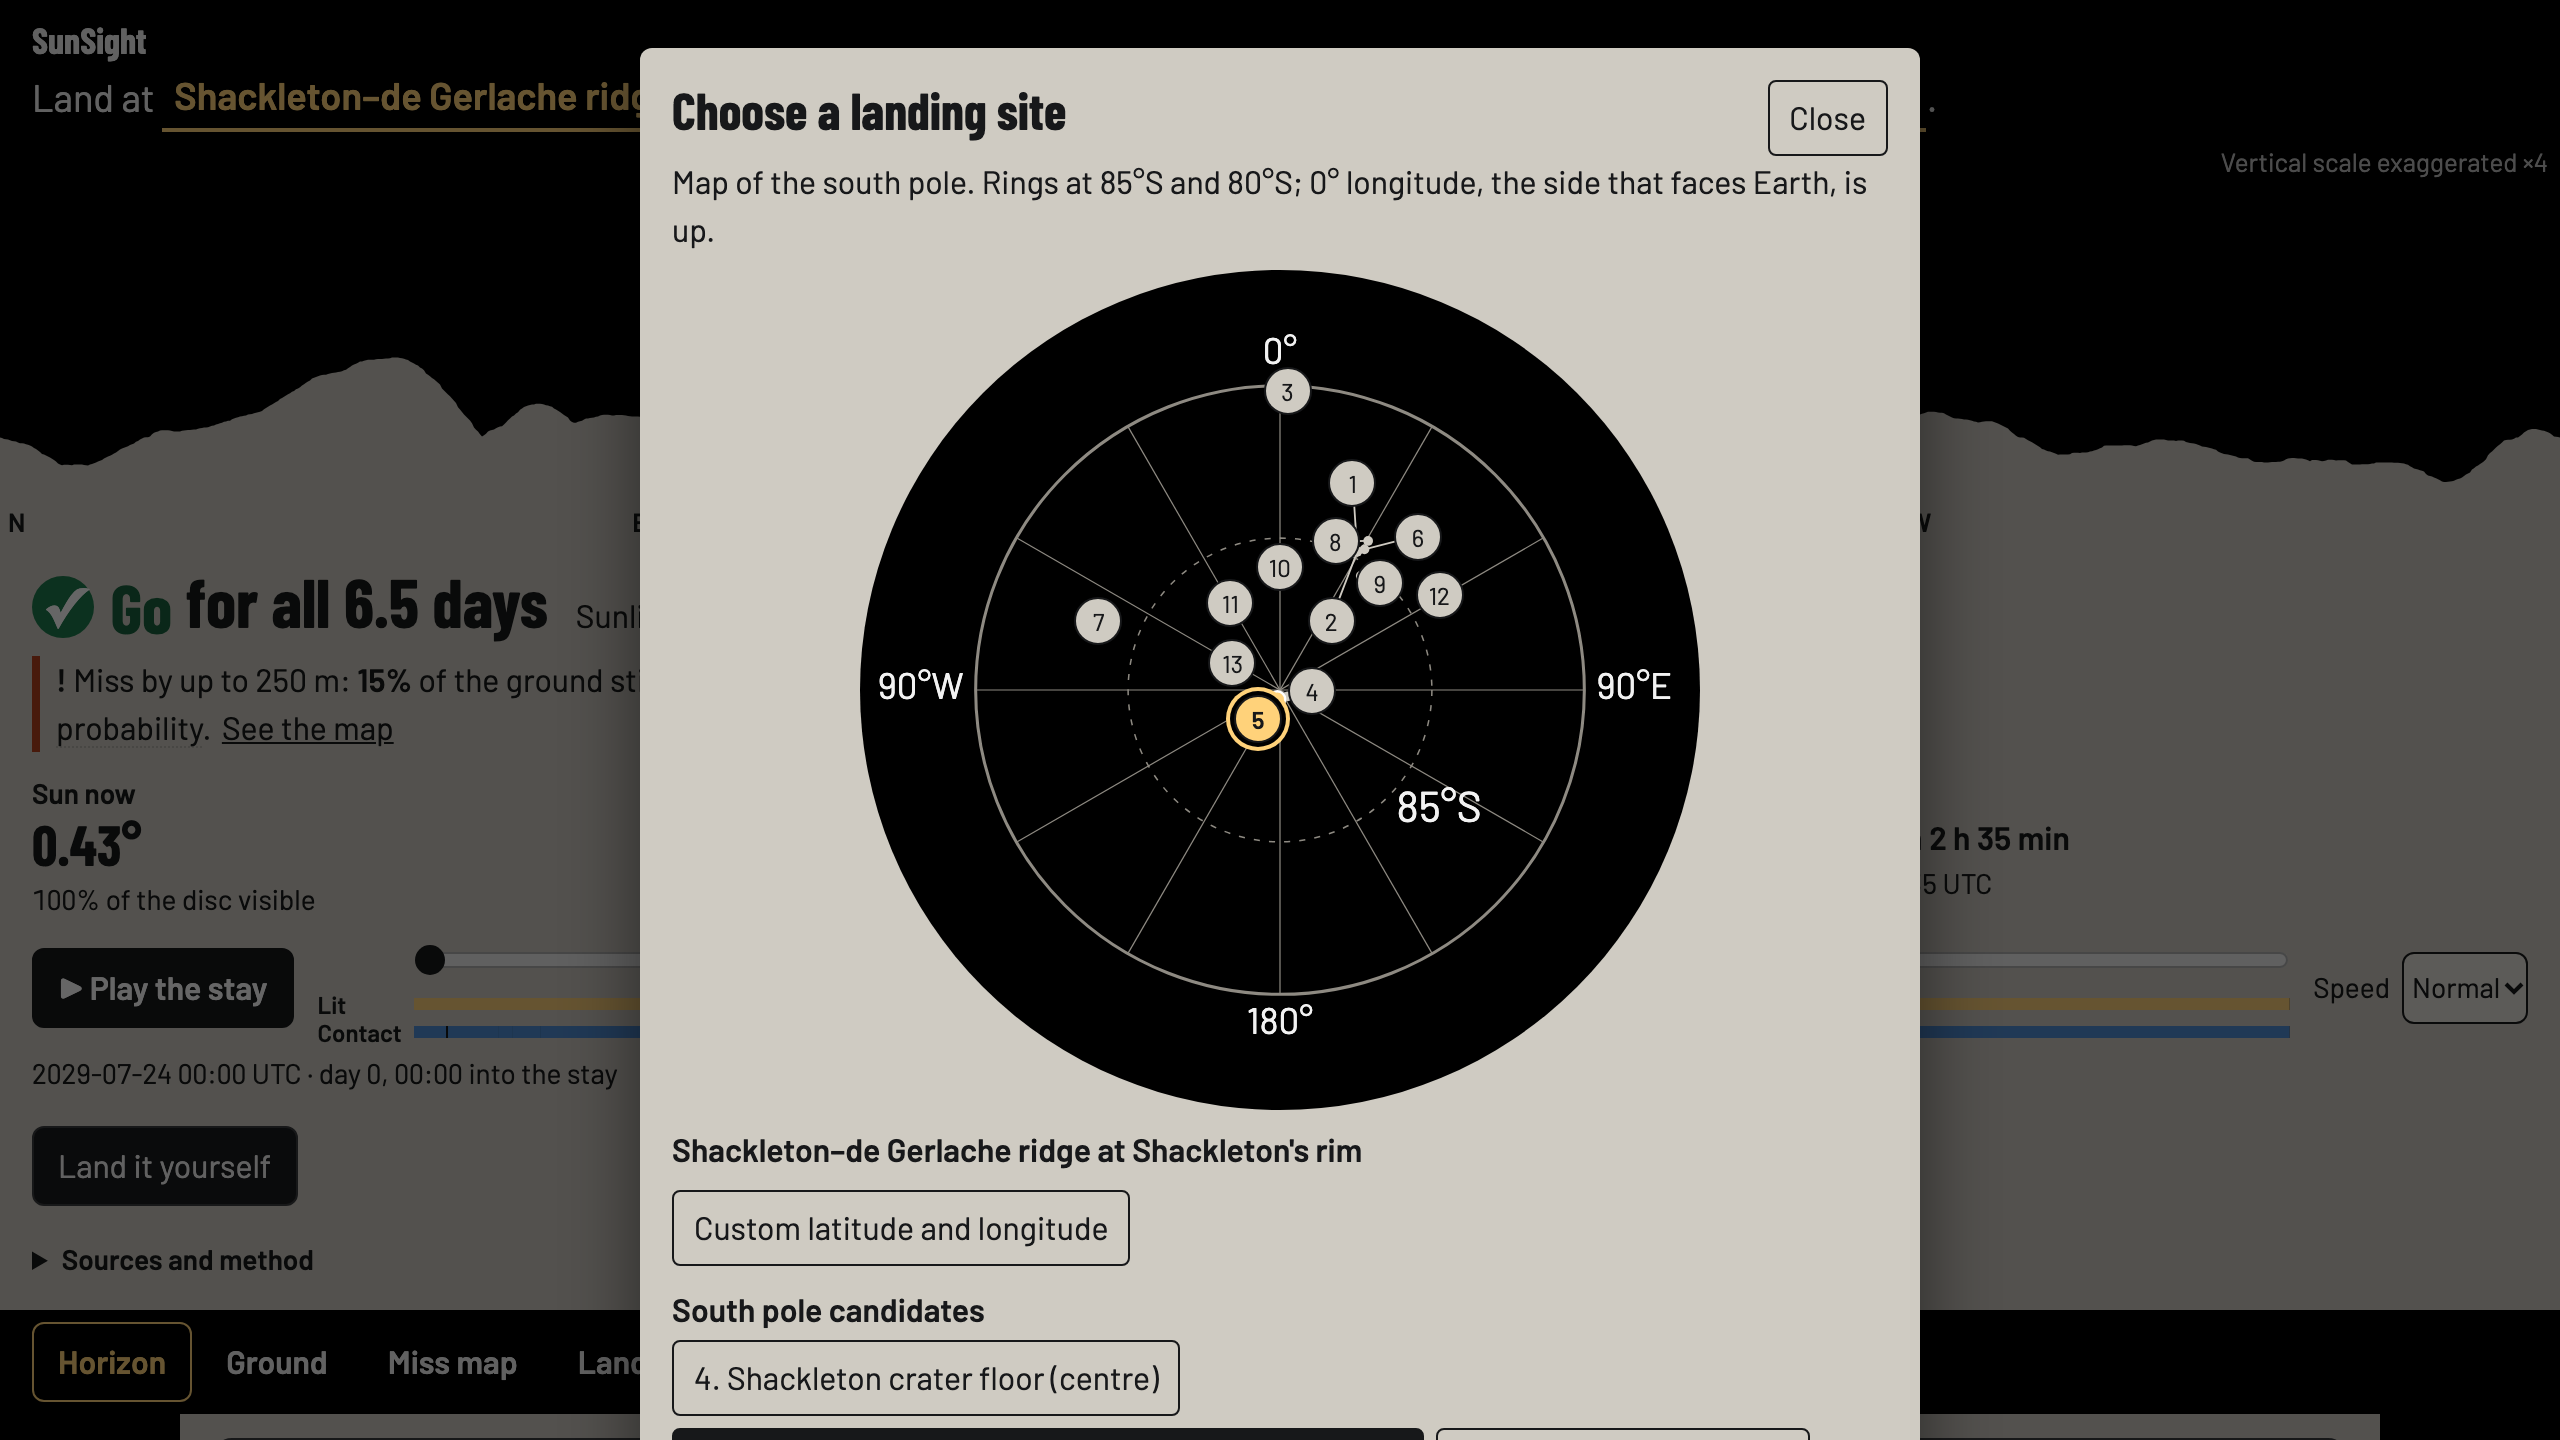 SunSight
Land at Shackleton–de Gerlache ridg
.
Vertical scale exaggerated ×4
Choose a landing site
Close
Map of the south pole. Rings at 85°S and 80°S; 0° longitude, the side that faces Earth, is
up.
0°
3
1
8
6
10
9
12
11
7
2
13
90°W
4
90°E
5
85°S
180°
N
Go for all 6.5 days
! Miss by up to 250 m: 15% of the ground sti
probability. See the map
Sun now
0.43°
100% of the disc visible
2 h 35 min
5 UTC
Play the stay
Lit
Contact
Speed
Normal
2029-07-24 00:00 UTC · day 0, 00:00 into the stay
Land it yourself
Sources and method
Shackleton–de Gerlache ridge at Shackleton's rim
Custom latitude and longitude
South pole candidates
4. Shackleton crater floor (centre)
Horizon
Ground
Miss map